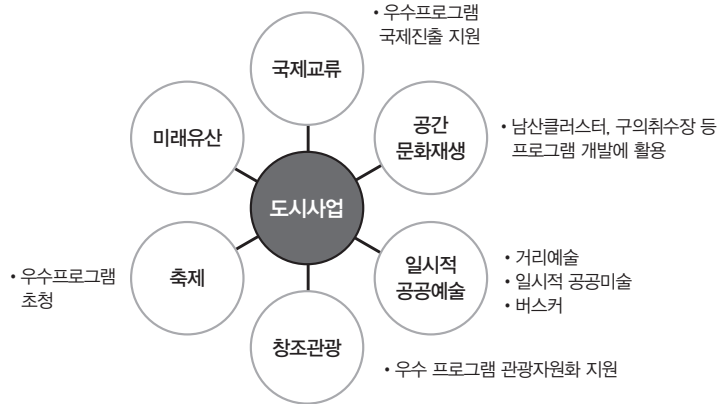 • 우수프로그램
국제진출 지원
국제교류
미래유산
공간
문화재생
• 남산클러스터, 구의취수장 등
프로그램 개발에 활용
도시사업
• 우수프로그램
초청
축제
일시적
공공예술
• 거리예술
• 일시적 공공미술
• 버스커
창조관광
• 우수 프로그램 관광자원화 지원